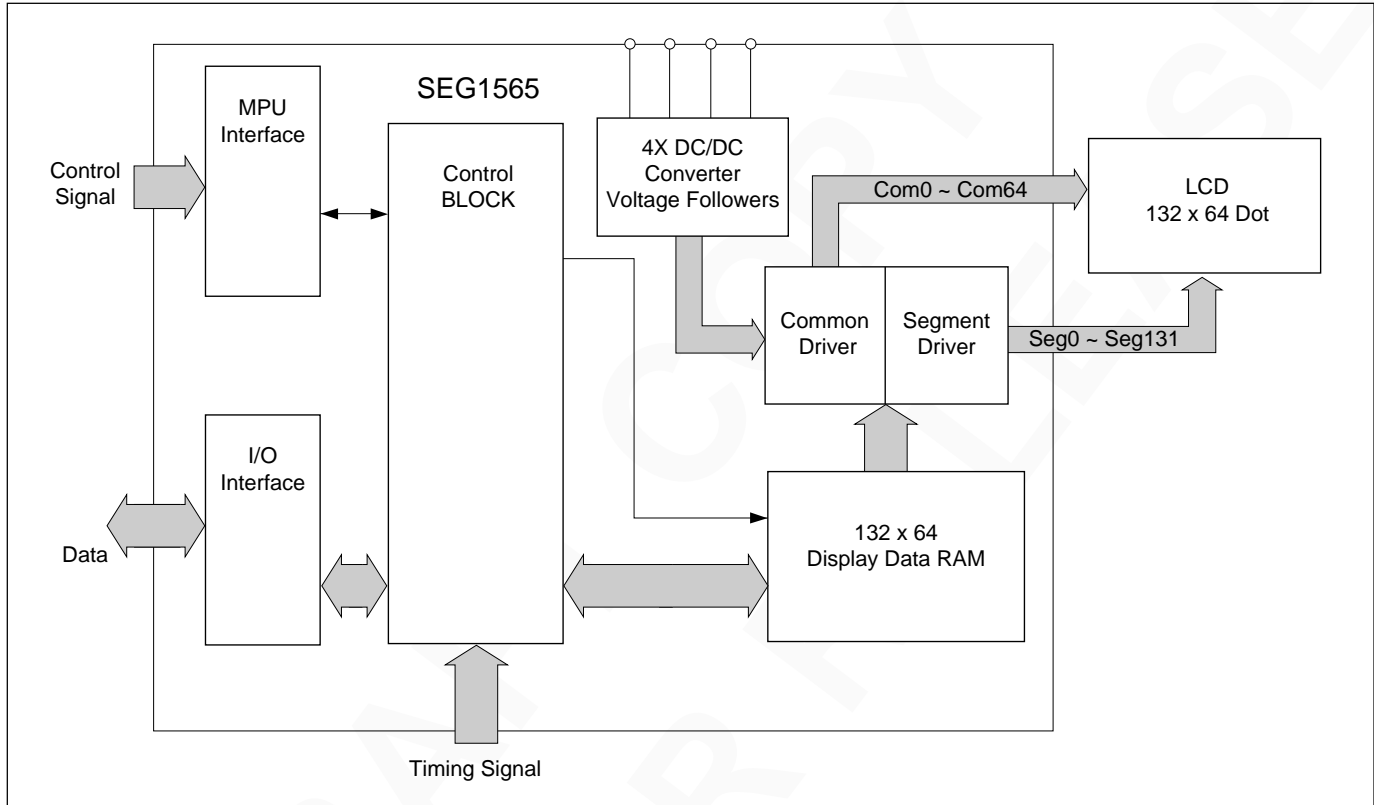 SEG1565
MPU
Interface
Control
Signal
Control
BLOCK
4X DC/DC
Converter
Voltage Followers
Com0 ~ Com64
LCD
132 x 64 Dot
Common
Driver
Segment
Driver
Seg0 ~ Seg131
I/O
Interface
Data
132 x 64
Display Data RAM
Timing Signal